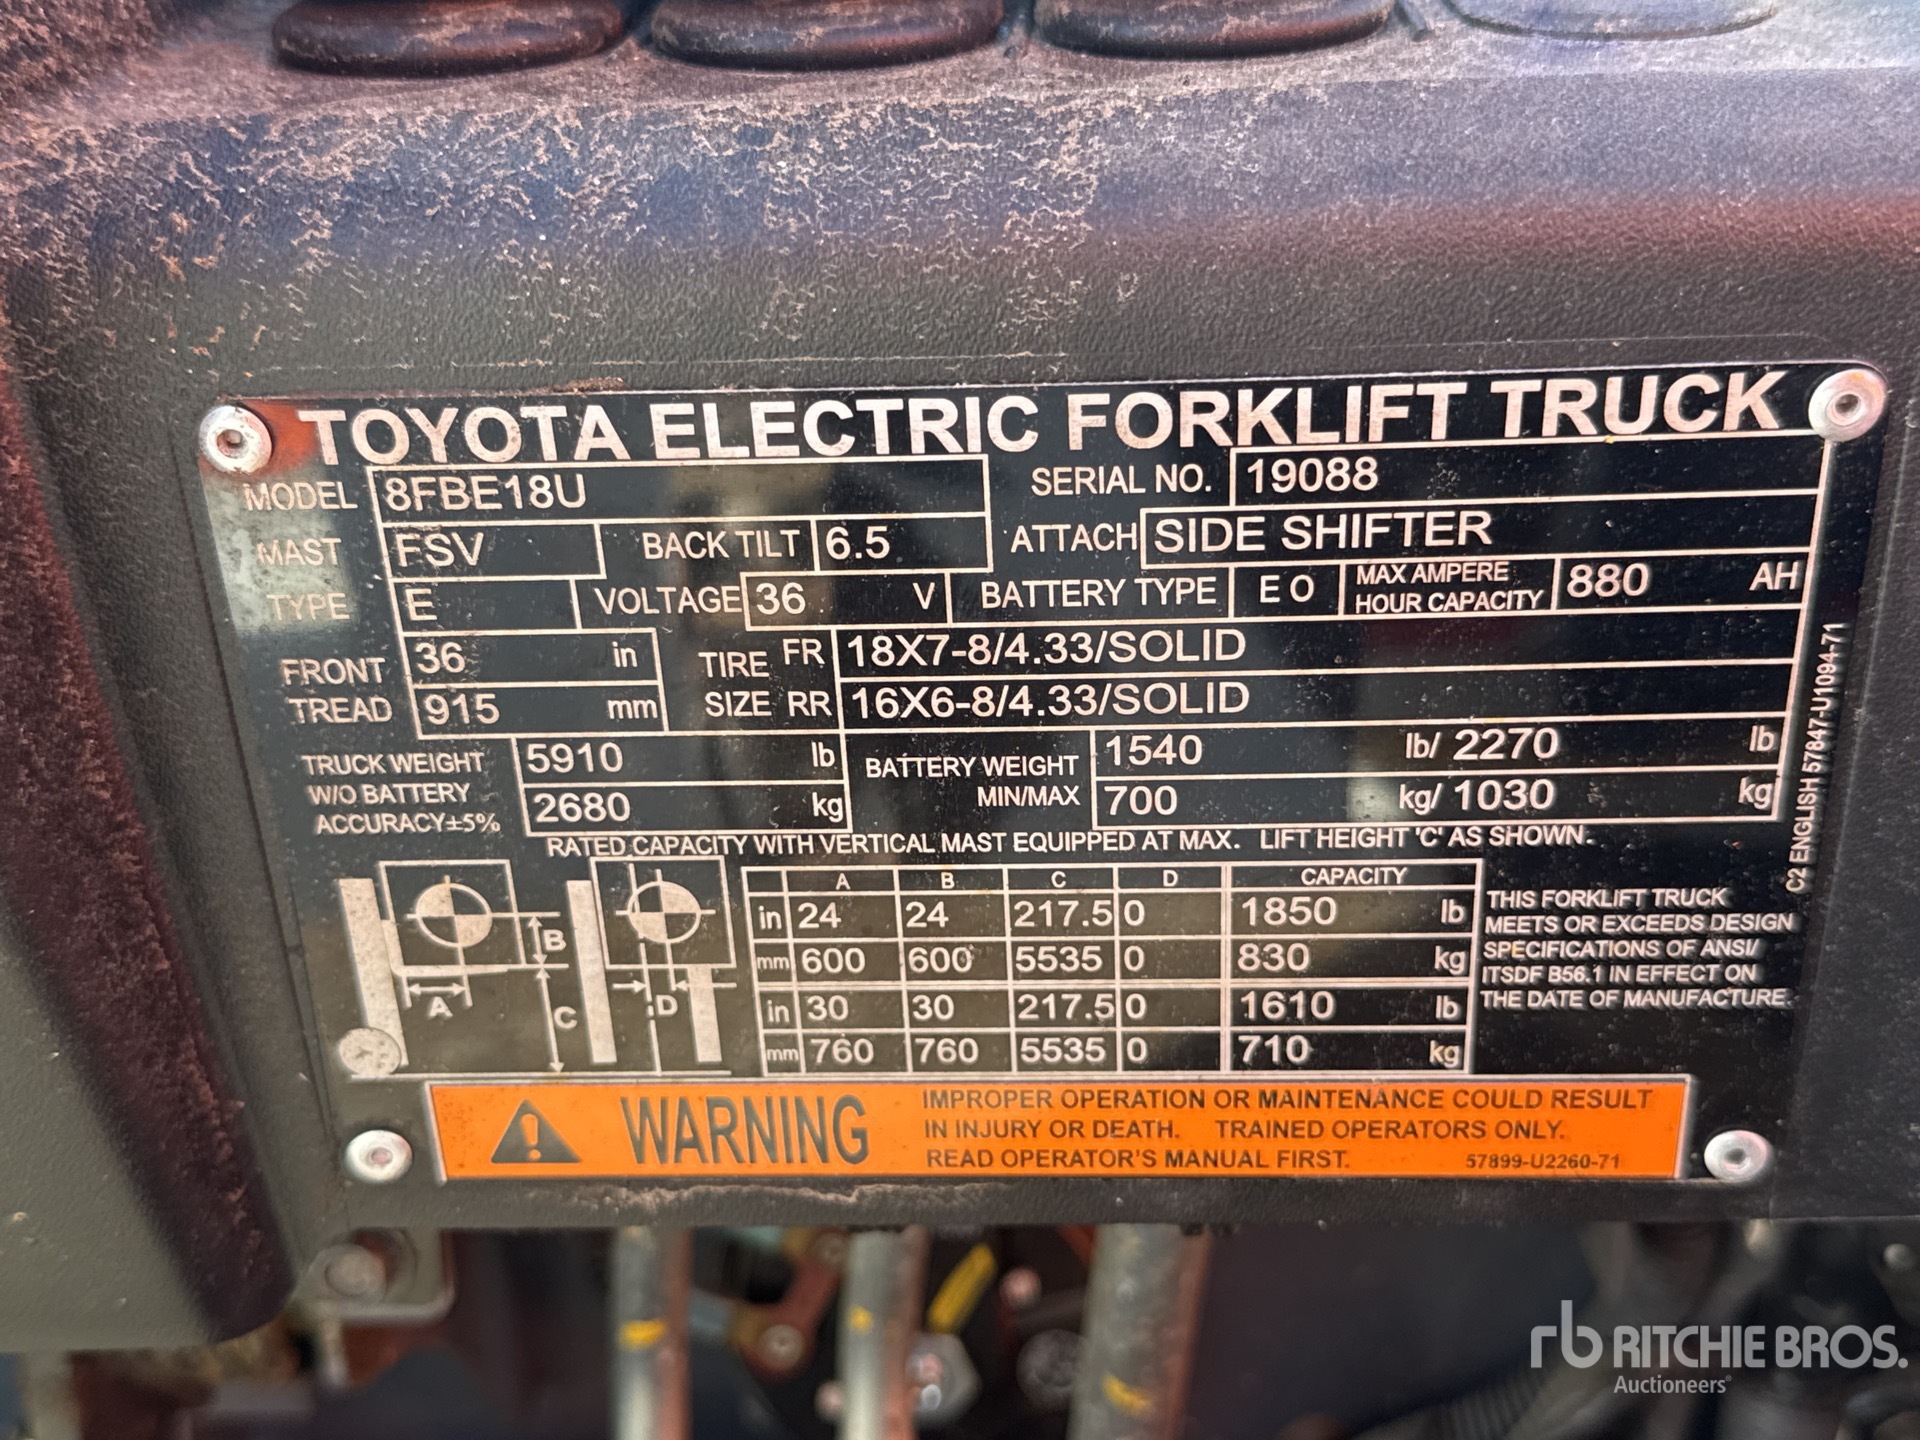 TOYOTA ELECTRIC FORKLIFT TRUCK
MODEL 8FBE18U SERIAL NO. 19088
MAST FSV BACK TILT 6.5 ATTACH SIDE SHIFTER
TYPE E VOLTAGE 36 V BATTERY TYPE E O MAX AMPERE HOUR CAPACITY 880 AH
FRONT TREAD 36 in TIRE SIZE FR 18X7-8/4.33/SOLID
915 mm RR 16X6-8/4.33/SOLID
TRUCK WEIGHT 5910 lb BATTERY WEIGHT 1540 lb/ 2270 lb
W/O BATTERY
ACCURACY±5% 2680 kg MIN/MAX 700 kg/ 1030 kg
RATED CAPACITY WITH VERTICAL MAST EQUIPPED AT MAX. LIFT HEIGHT 'C' AS SHOWN.
A B C D
A B C D CAPACITY
in 24 24 217.5 0 1850 lb
mm 600 600 5535 0 830 kg
in 30 30 217.5 0 1610 lb
mm 760 760 5535 0 710 kg
THIS FORKLIFT TRUCK
MEETS OR EXCEEDS DESIGN
SPECIFICATIONS OF ANSI/
ITSDF B56.1 IN EFFECT ON
THE DATE OF MANUFACTURE.
C2 ENGLISH 57847-U1094-71
WARNING
IMPROPER OPERATION OR MAINTENANCE COULD RESULT
IN INJURY OR DEATH. TRAINED OPERATORS ONLY.
READ OPERATOR'S MANUAL FIRST. 57899-U2260-71
rb RITCHIE BROS.
Auctioneers